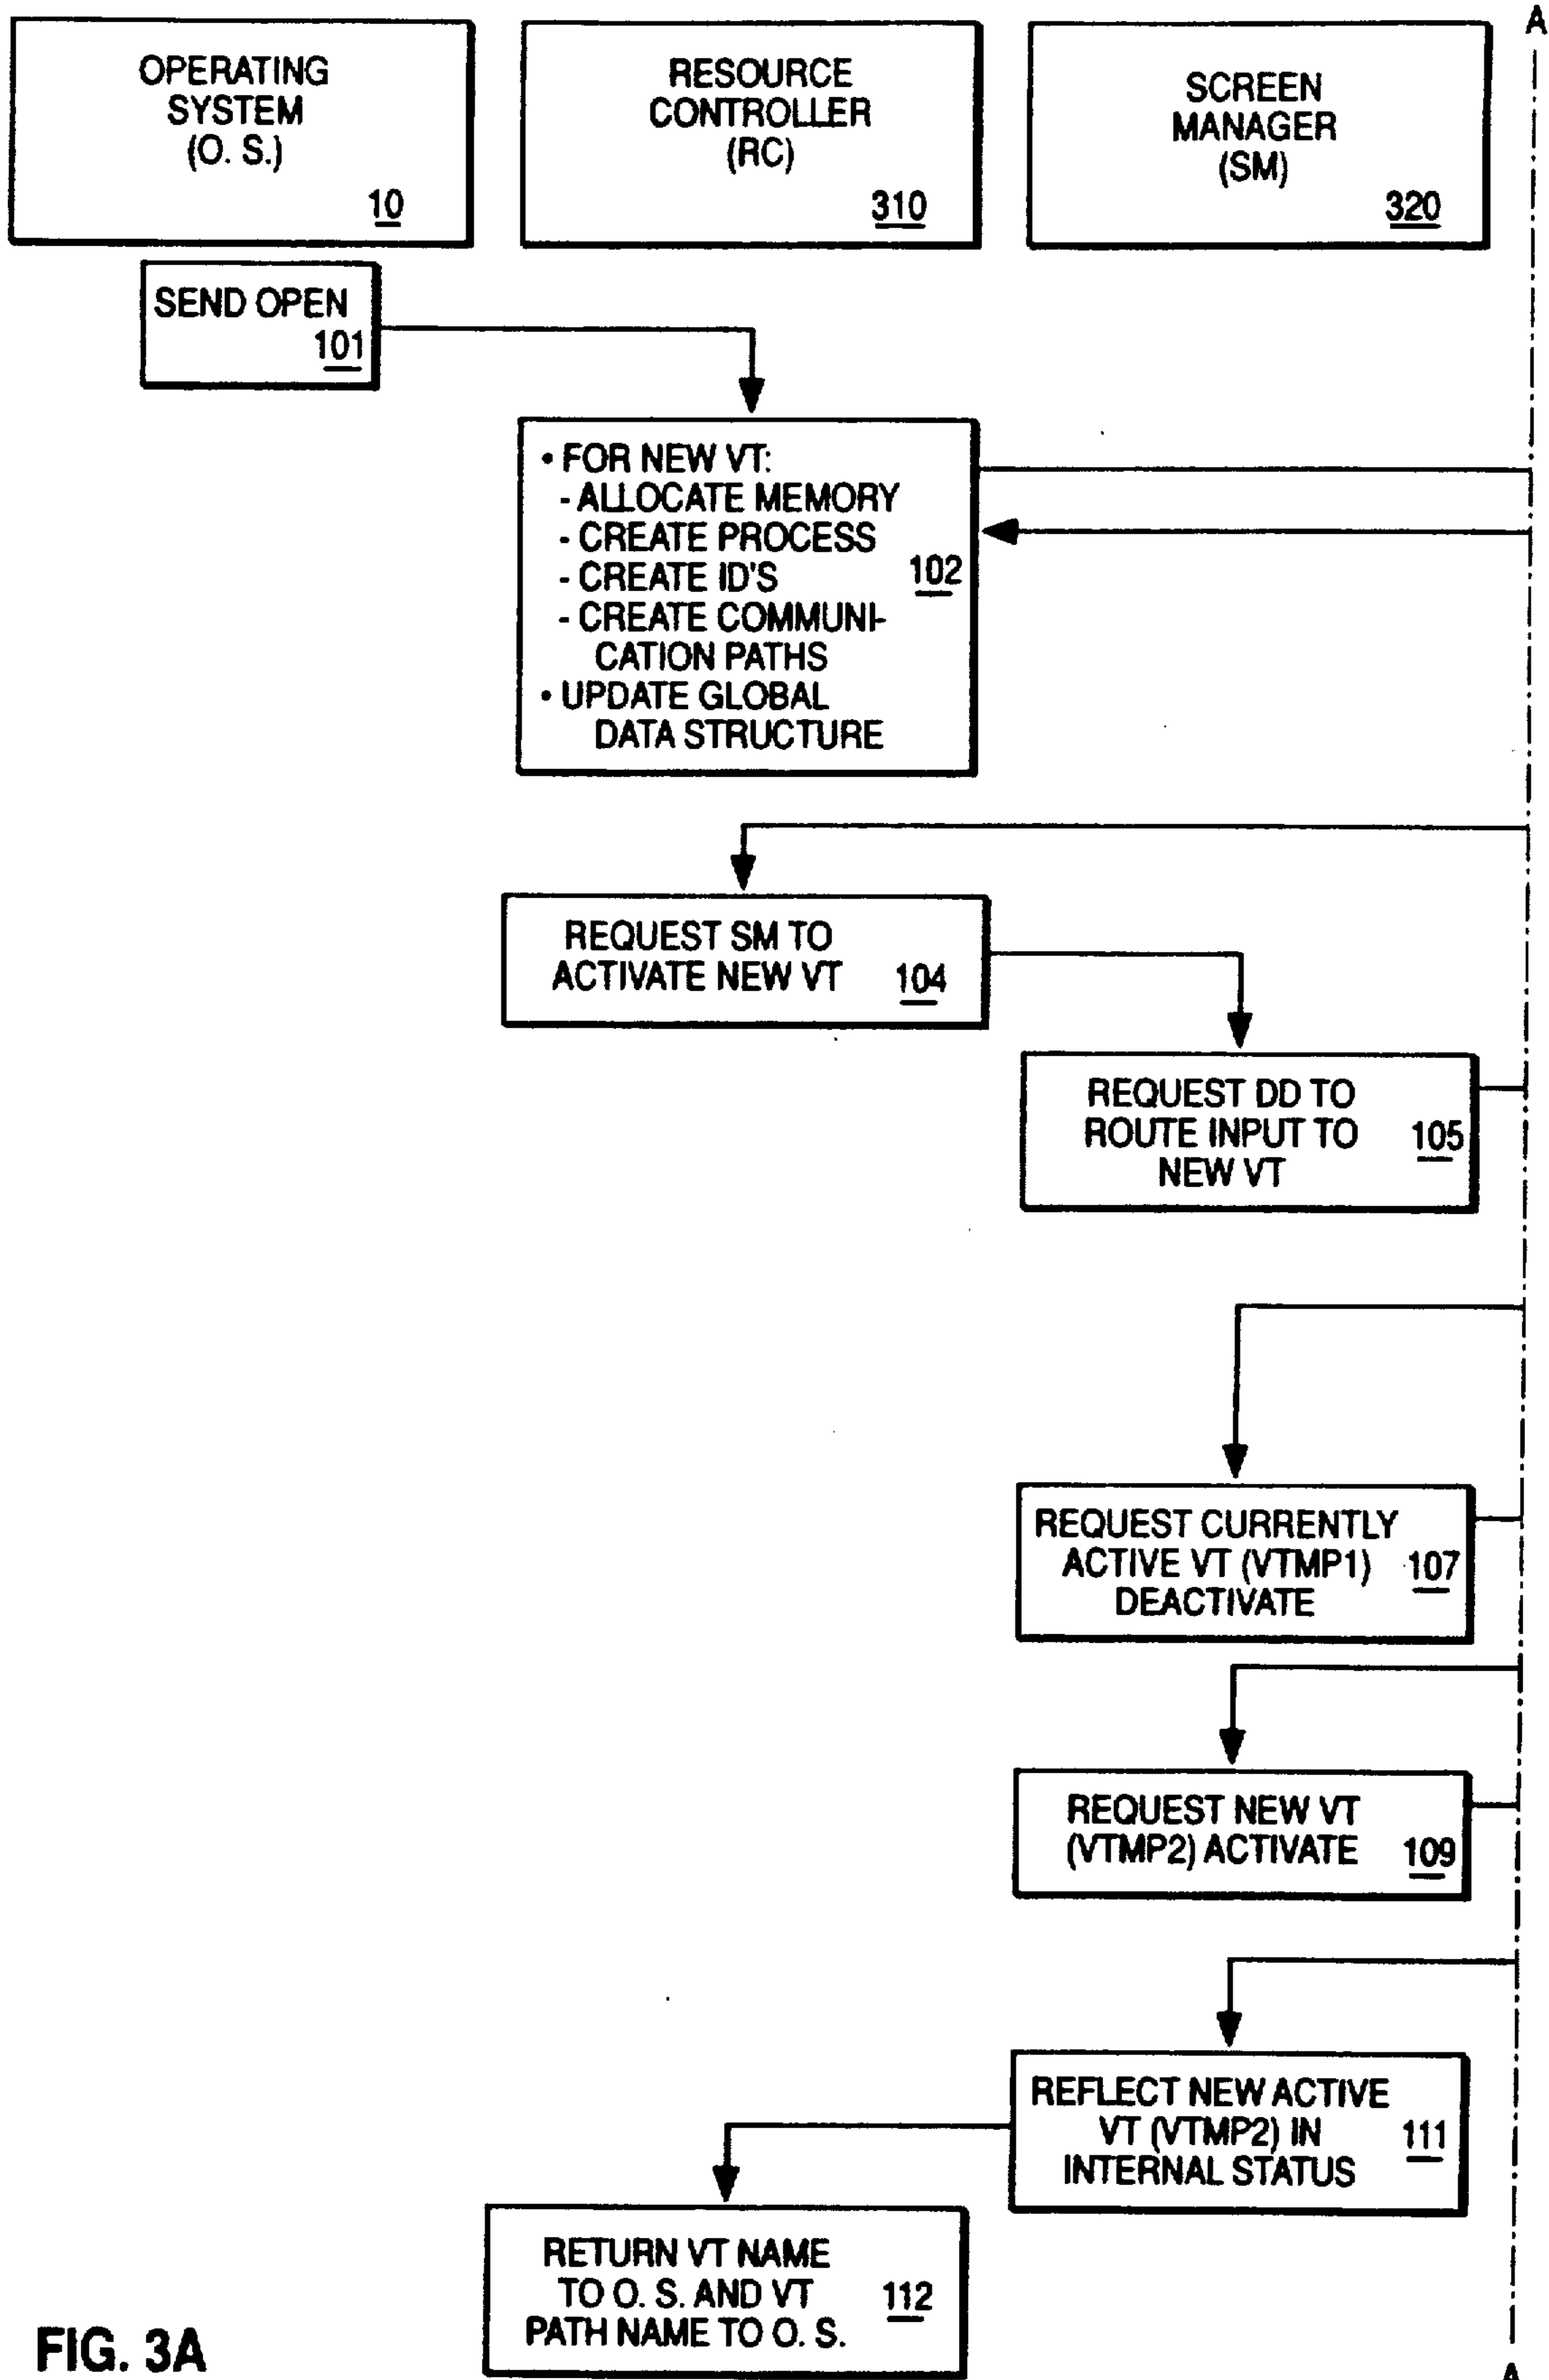 A
OPERATING
SYSTEM
(O. S.)
10
RESOURCE
CONTROLLER
(RC)
310
SCREEN
MANAGER
(SM)
320
SEND OPEN
101
• FOR NEW VT:
- ALLOCATE MEMORY
- CREATE PROCESS
- CREATE ID'S
- CREATE COMMUNI-
CATION PATHS
• UPDATE GLOBAL
DATA STRUCTURE
102
REQUEST SM TO
ACTIVATE NEW VT
104
REQUEST DD TO
ROUTE INPUT TO
NEW VT
105
REQUEST CURRENTLY
ACTIVE VT (VTMP1)
DEACTIVATE
107
REQUEST NEW VT
(VTMP2) ACTIVATE
109
REFLECT NEW ACTIVE
VT (VTMP2) IN
INTERNAL STATUS
111
RETURN VT NAME
TO O. S. AND VT
PATH NAME TO O. S.
112
FIG. 3A
A